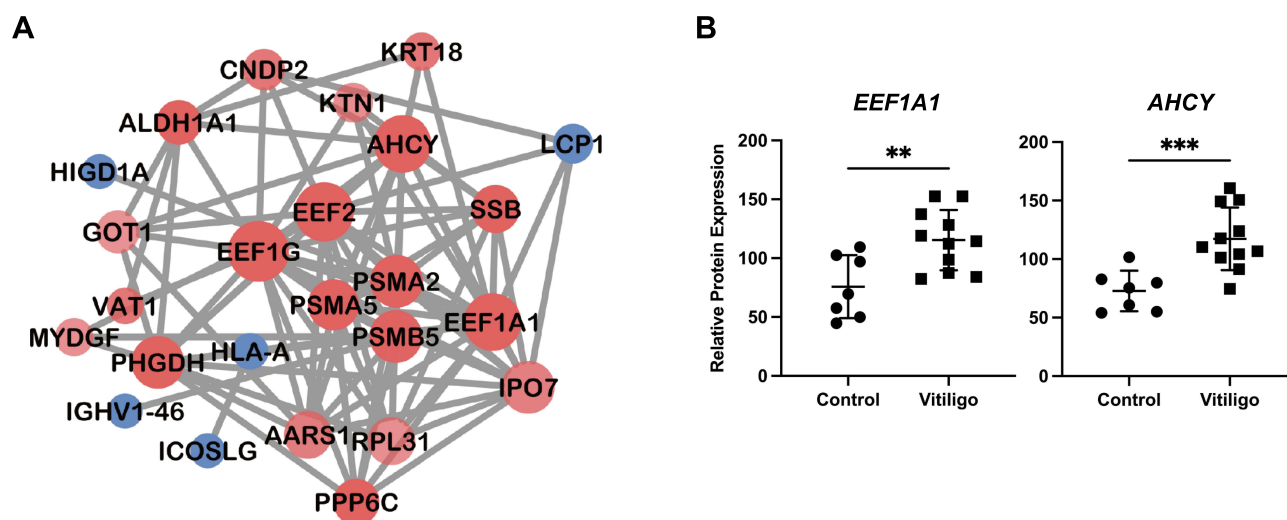 A
KRT18
CNDP2
KTN1
ALDH1A1
AHCY
LCP1
HIGD1A
EEF2
SSB
GOT1
EEF1G
PSMA2
VAT1
PSMA5
EEF1A1
MYDGF
PSMB5
HLA-A
PHGDH
IPO7
IGHV1-46
AARS1
RPL31
ICOSLG
PPP6C
B
EEF1A1
Relative Protein Expression
200
150
100
50
0
**
Control
Vitiligo
AHCY
200
150
100
50
0
***
Control
Vitiligo